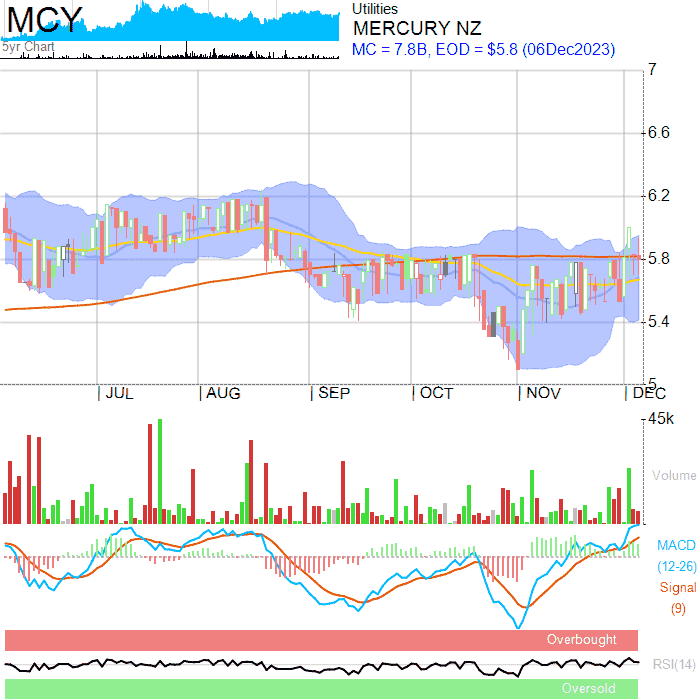 MCY
5yr Chart
Utilities
MERCURY NZ
MC = 7.8B, EOD = $5.8 (06Dec2023)
7
6.6
6.2
5.8
5.4
5
JUL
AUG
SEP
OCT
NOV
DEC
45k
Volume
MACD
(12-26)
Signal
(9)
Overbought
RSI(14)
Oversold